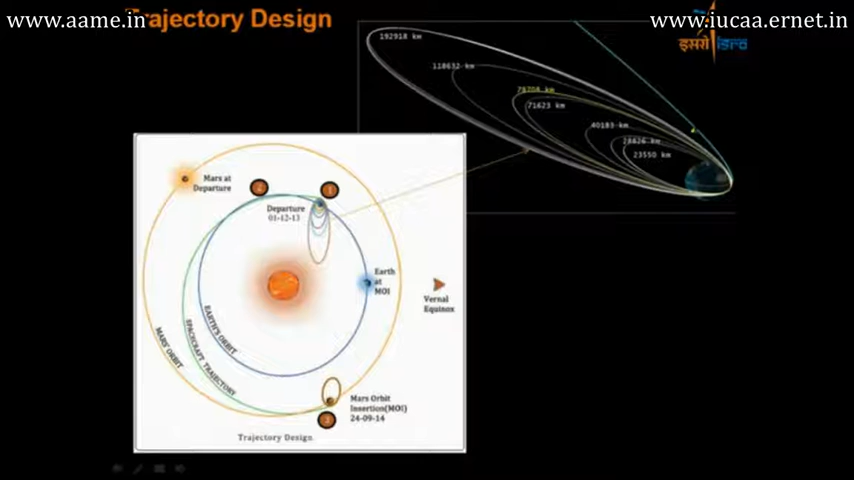 www.aame.in
Trajectory Design
www.iucaa.ernet.in
इसरो isro
192918 km
118632 km
71623 km
40183 km
28826 km
23550 km
Mars at
Departure
2
1
Departure
01-12-13
Earth
at
MOI
Vernal
Equinox
EARTH'S ORBIT
SPACECRAFT TRAJECTORY
MARS' ORBIT
Mars Orbit
Insertion(MOI)
24-09-14
3
Trajectory Design